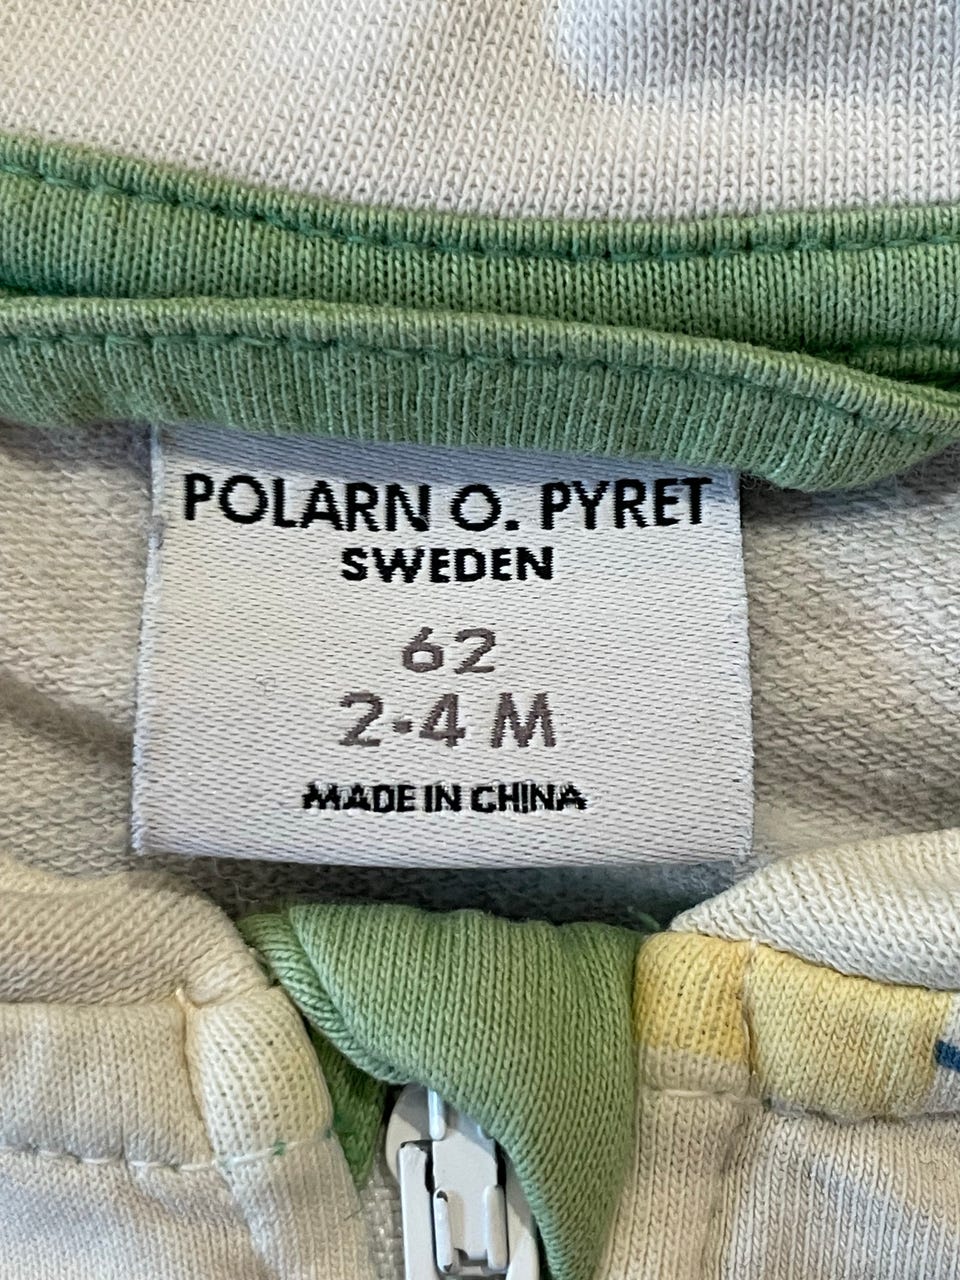 POLARN O. PYRET
SWEDEN
62
2-4 M
MADE IN CHINA